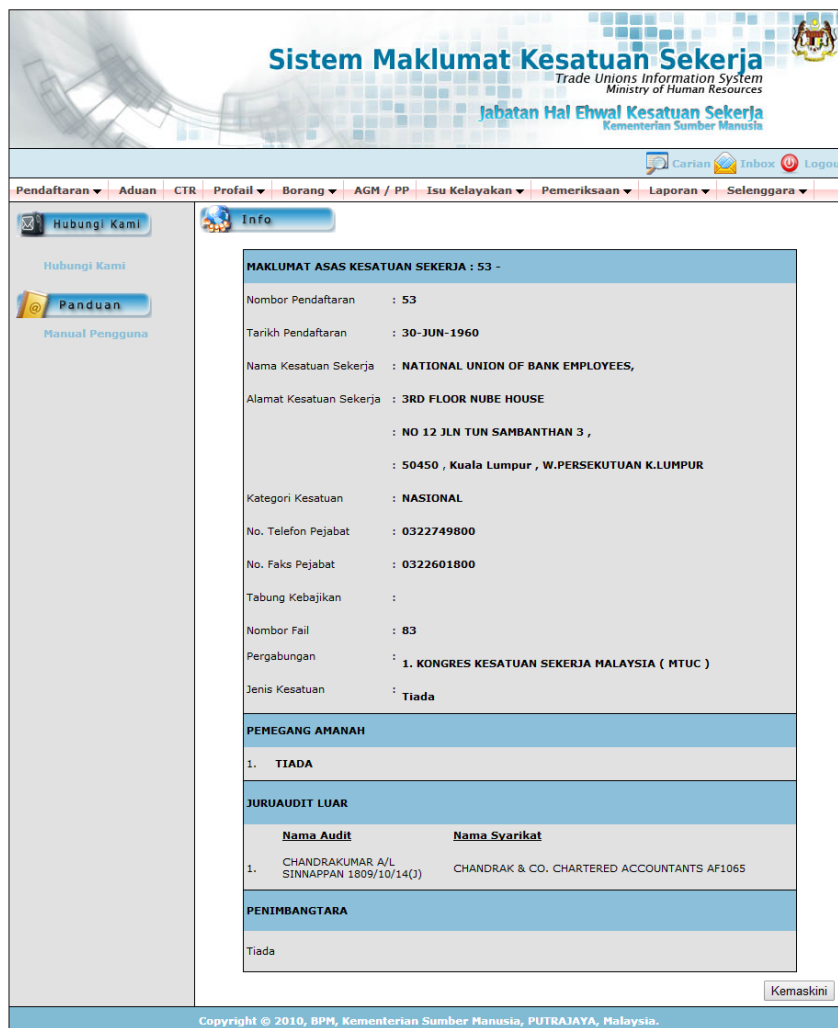 Sistem Maklumat Kesatuan Sekerja
Trade Unions Information System
Ministry of Human Resources
Jabatan Hal Ehwal Kesatuan Sekerja
Kementerian Sumber Manusia
Carian Inbox Logou
Pendaftaran Aduan CTR Profail Borang AGM / PP Isu Kelayakan Pemeriksaan Laporan Selenggara
Hubungi Kami
Hubungi Kami
Panduan
Manual Pengguna
Info
MAKLUMAT ASAS KESATUAN SEKERJA : 53 -
Nombor Pendaftaran : 53
Tarikh Pendaftaran : 30-JUN-1960
Nama Kesatuan Sekerja : NATIONAL UNION OF BANK EMPLOYEES,
Alamat Kesatuan Sekerja : 3RD FLOOR NUBE HOUSE
: NO 12 JLN TUN SAMBANTHAN 3 ,
: 50450 , Kuala Lumpur , W.PERSEKUTUAN K.LUMPUR
Kategori Kesatuan : NASIONAL
No. Telefon Pejabat : 0322749800
No. Faks Pejabat : 0322601800
Tabung Kebajikan :
Nombor Fail : 83
Pergabungan : 1. KONGRES KESATUAN SEKERJA MALAYSIA ( MTUC )
Jenis Kesatuan : Tiada
PEMEGANG AMANAH
1. TIADA
JURUAUDIT LUAR
Nama Audit Nama Syarikat
1. CHANDRAKUMAR A/L
SINNAPPAN 1809/10/14(J) CHANDRAK & CO. CHARTERED ACCOUNTANTS AF1065
PENIMBANGTARA
Tiada
Kemaskini
Copyright © 2010, BPM, Kementerian Sumber Manusia, PUTRAJAYA, Malaysia.